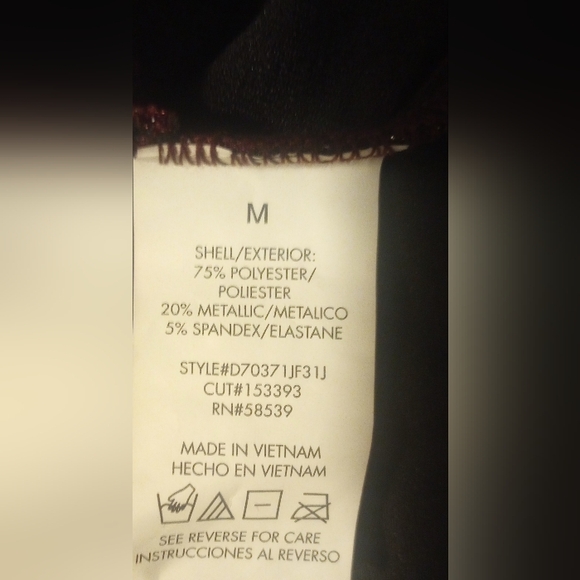 M
SHELL/EXTERIOR:
75% POLYESTER/
POLIESTER
20% METALLIC/METALICO
5% SPANDEX/ELASTANE
STYLE#D70371JF31J
CUT#153393
RN#58539
MADE IN VIETNAM
HECHO EN VIETNAM
SEE REVERSE FOR CARE
INSTRUCCIONES AL REVERSO